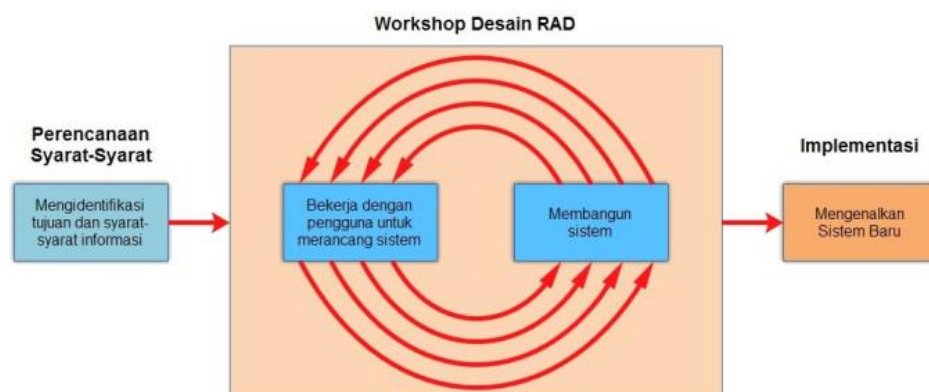 Workshop Desain RAD
Perencanaan
Syarat-Syarat
Mengidentifikasi
tujuan dan syarat-
syarat informasi
Bekerja dengan
pengguna untuk
merancang sistem
Membangun
sistem
Implementasi
Mengenalkan
Sistem Baru